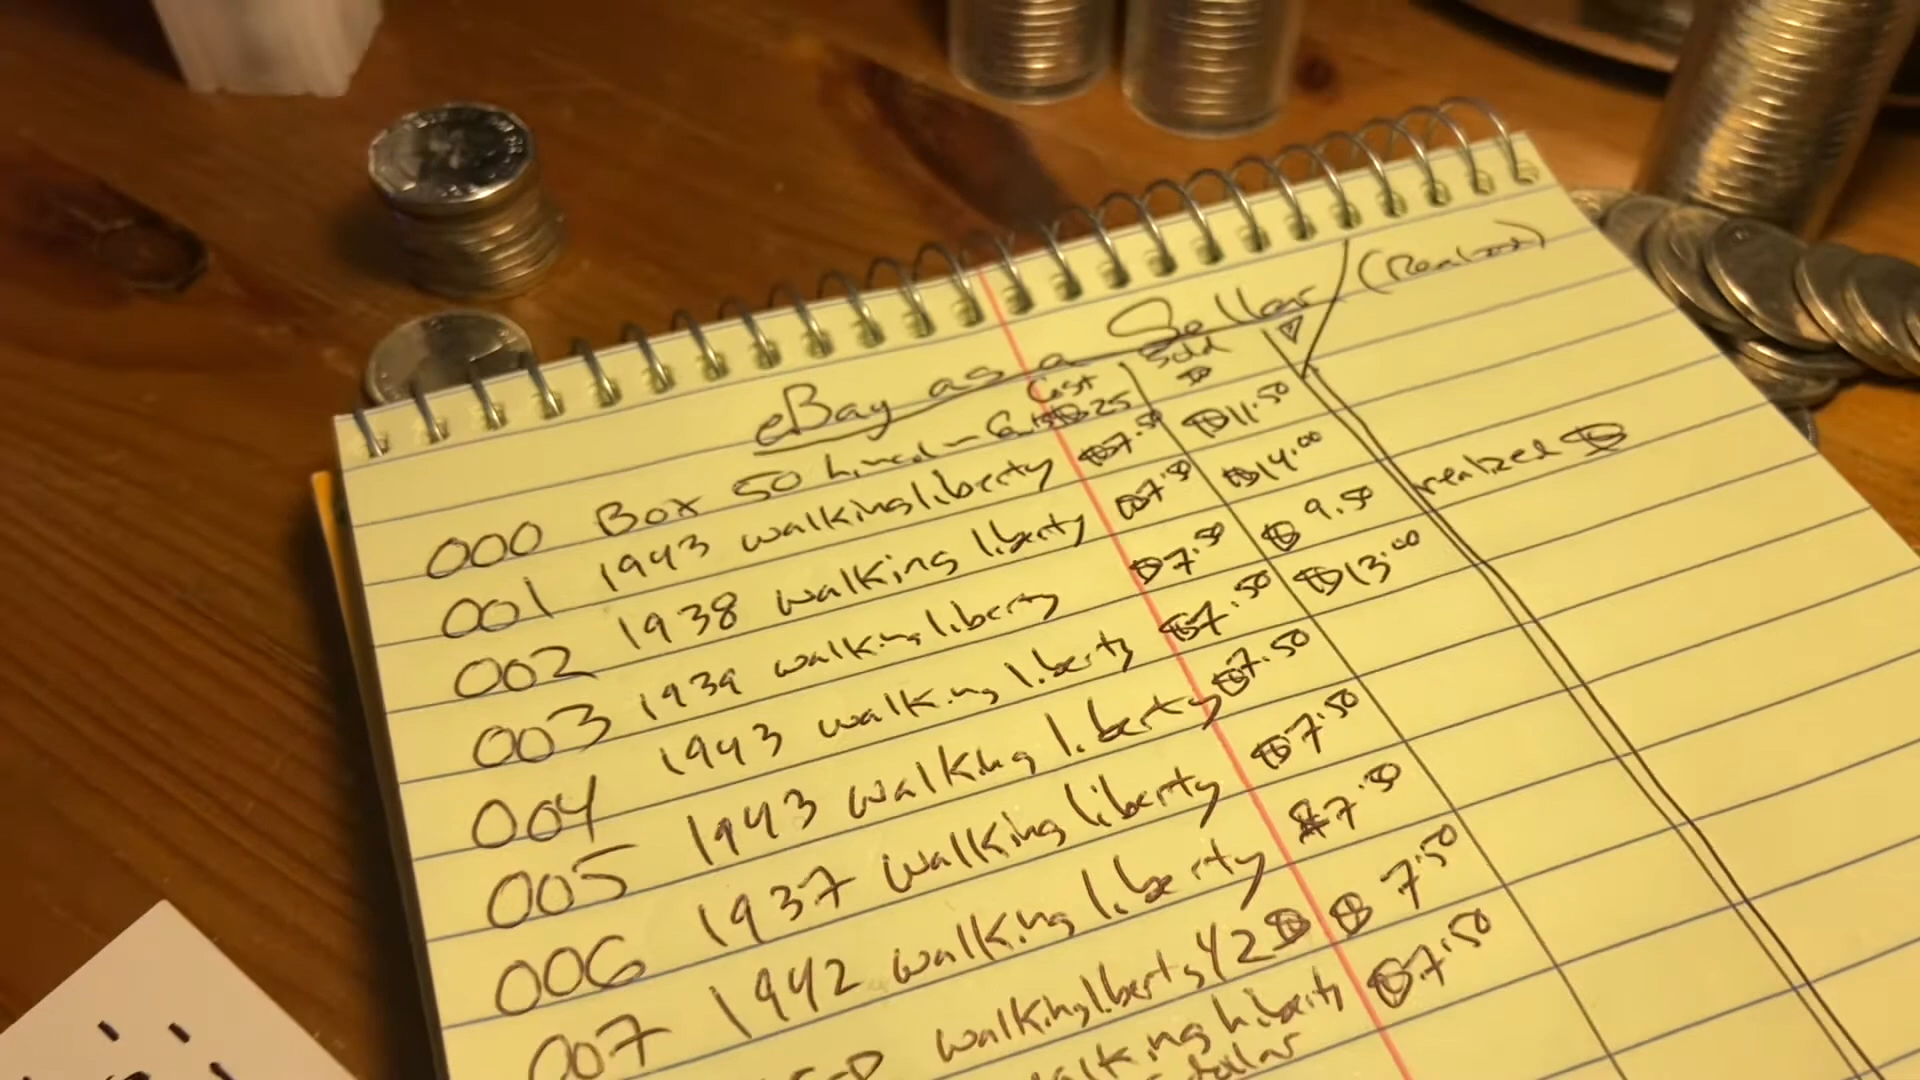 eBay as a Seller (Realized)
Cost Sold
000 Box 50 $25
001 1943 walking liberty $7.50 $11.50
002 1938 walking liberty $7.50 $14.00 realized $
003 1939 walking liberty $7.50 $9.50
004 1943 walking liberty $7.50 $13.00
005 1943 walking liberty $7.50
006 1937 walking liberty $7.50
007 1942 walking liberty $7.50
walking liberty 42 $7.50
walking liberty $7.50
dollar